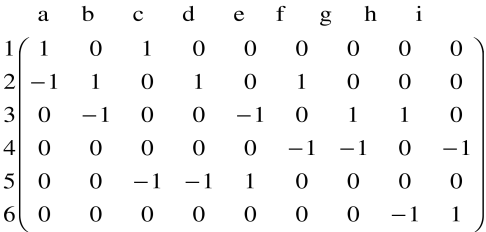 a b c d e f g h i
1 1 0 1 0 0 0 0 0 0
2 −1 1 0 1 0 1 0 0 0
3 0 −1 0 0 −1 0 1 1 0
4 0 0 0 0 0 −1 −1 0 −1
5 0 0 −1 −1 1 0 0 0 0
6 0 0 0 0 0 0 0 −1 1